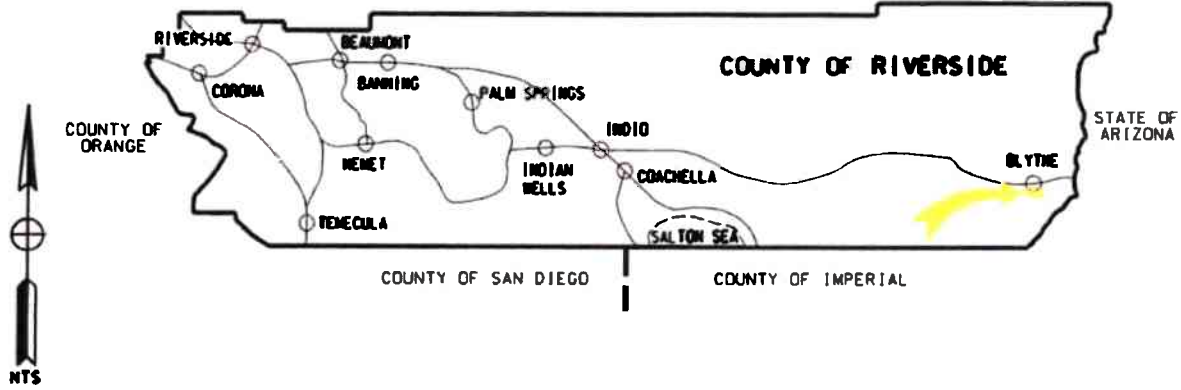 RIVERSIDE
BEAUMONT
COUNTY OF RIVERSIDE
CORONA
BANNING
PALM SPRINGS
COUNTY OF
ORANGE
STATE OF
ARIZONA
INDIO
HEMET
INDIAN
WELLS
COACHELLA
BLYTHE
TEMECULA
SALTON SEA
COUNTY OF SAN DIEGO
COUNTY OF IMPERIAL
NTS